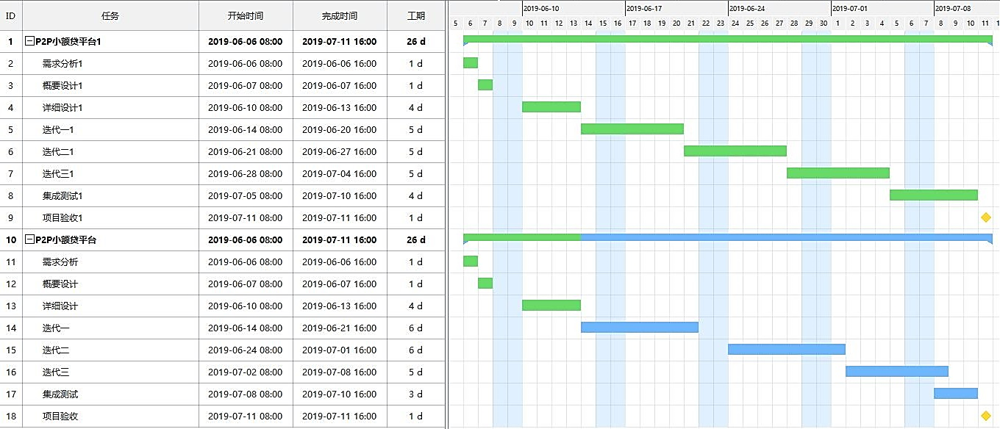 ID 任务 开始时间 完成时间 工期
2019-06-10 2019-06-17 2019-06-24 2019-07-01 2019-07-08
5 6 7 8 9 10 11 12 13 14 15 16 17 18 19 20 21 22 23 24 25 26 27 28 29 30 1 2 3 4 5 6 7 8 9 10 11 1
1 P2P小额贷平台1 2019-06-06 08:00 2019-07-11 16:00 26 d
2 需求分析1 2019-06-06 08:00 2019-06-06 16:00 1 d
3 概要设计1 2019-06-07 08:00 2019-06-07 16:00 1 d
4 详细设计1 2019-06-10 08:00 2019-06-13 16:00 4 d
5 迭代一1 2019-06-14 08:00 2019-06-20 16:00 5 d
6 迭代二1 2019-06-21 08:00 2019-06-27 16:00 5 d
7 迭代三1 2019-06-28 08:00 2019-07-04 16:00 5 d
8 集成测试1 2019-07-05 08:00 2019-07-10 16:00 4 d
9 项目验收1 2019-07-11 08:00 2019-07-11 16:00 1 d
10 P2P小额贷平台 2019-06-06 08:00 2019-07-11 16:00 26 d
11 需求分析 2019-06-06 08:00 2019-06-06 16:00 1 d
12 概要设计 2019-06-07 08:00 2019-06-07 16:00 1 d
13 详细设计 2019-06-10 08:00 2019-06-13 16:00 4 d
14 迭代一 2019-06-14 08:00 2019-06-21 16:00 6 d
15 迭代二 2019-06-24 08:00 2019-07-01 16:00 6 d
16 迭代三 2019-07-02 08:00 2019-07-08 16:00 5 d
17 集成测试 2019-07-08 08:00 2019-07-10 16:00 3 d
18 项目验收 2019-07-11 08:00 2019-07-11 16:00 1 d